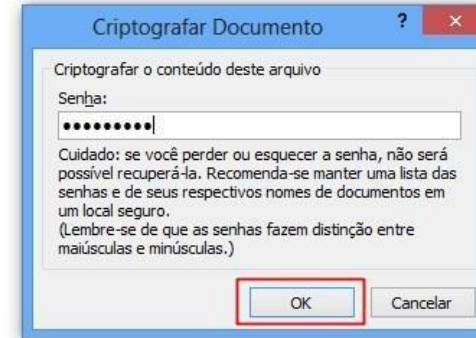 Criptografar Documento
?
×
Criptografar o conteúdo deste arquivo
Senha:
●●●●●●●●●
Cuidado: se você perder ou esquecer a senha, não será
possível recuperá-la. Recomenda-se manter uma lista das
senhas e de seus respectivos nomes de documentos em
um local seguro.
(Lembre-se de que as senhas fazem distinção entre
maiúsculas e minúsculas.)
OK
Cancelar